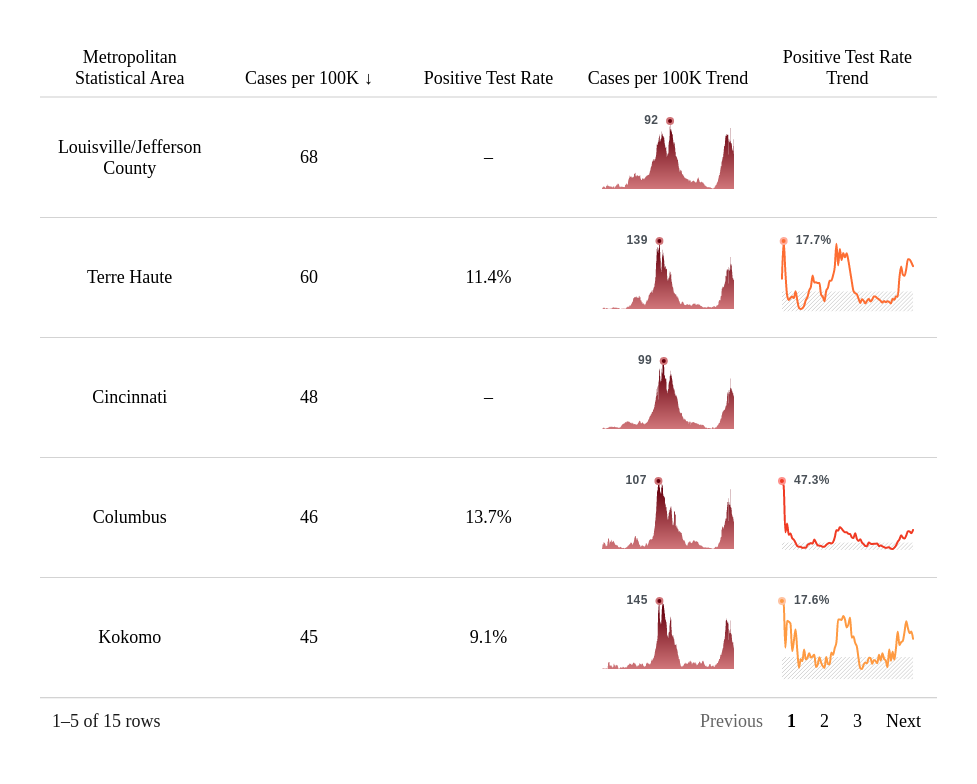 Metropolitan
Statistical Area
Cases per 100K ↓
Positive Test Rate
Cases per 100K Trend
Positive Test Rate
Trend
Louisville/Jefferson
County
68
–
92
Terre Haute
60
11.4%
139
17.7%
Cincinnati
48
–
99
Columbus
46
13.7%
107
47.3%
Kokomo
45
9.1%
145
17.6%
1–5 of 15 rows
Previous 1 2 3 Next